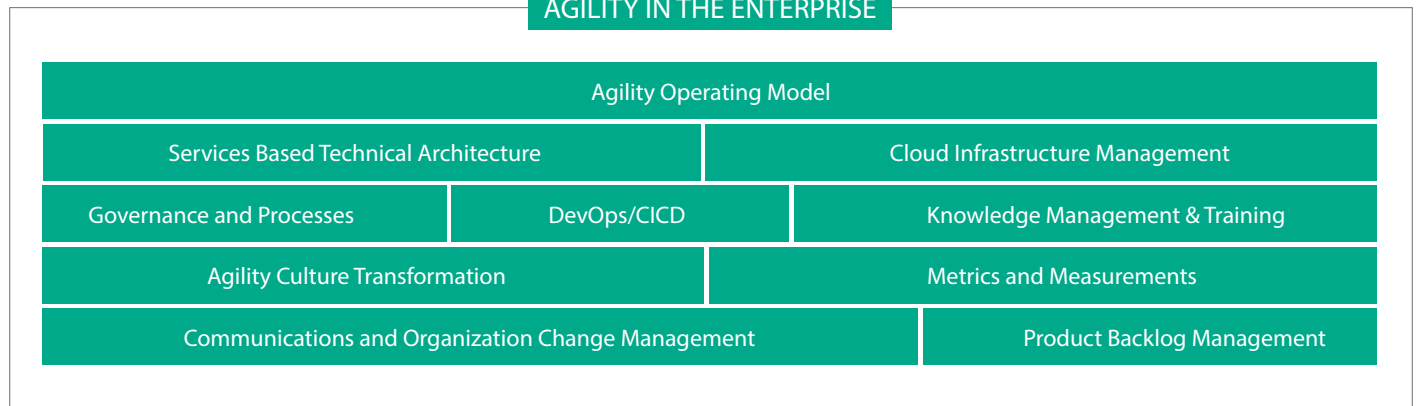 AGILITY IN THE ENTERPRISE
Agility Operating Model
Services Based Technical Architecture
Cloud Infrastructure Management
Governance and Processes
DevOps/CICD
Knowledge Management & Training
Agility Culture Transformation
Metrics and Measurements
Communications and Organization Change Management
Product Backlog Management